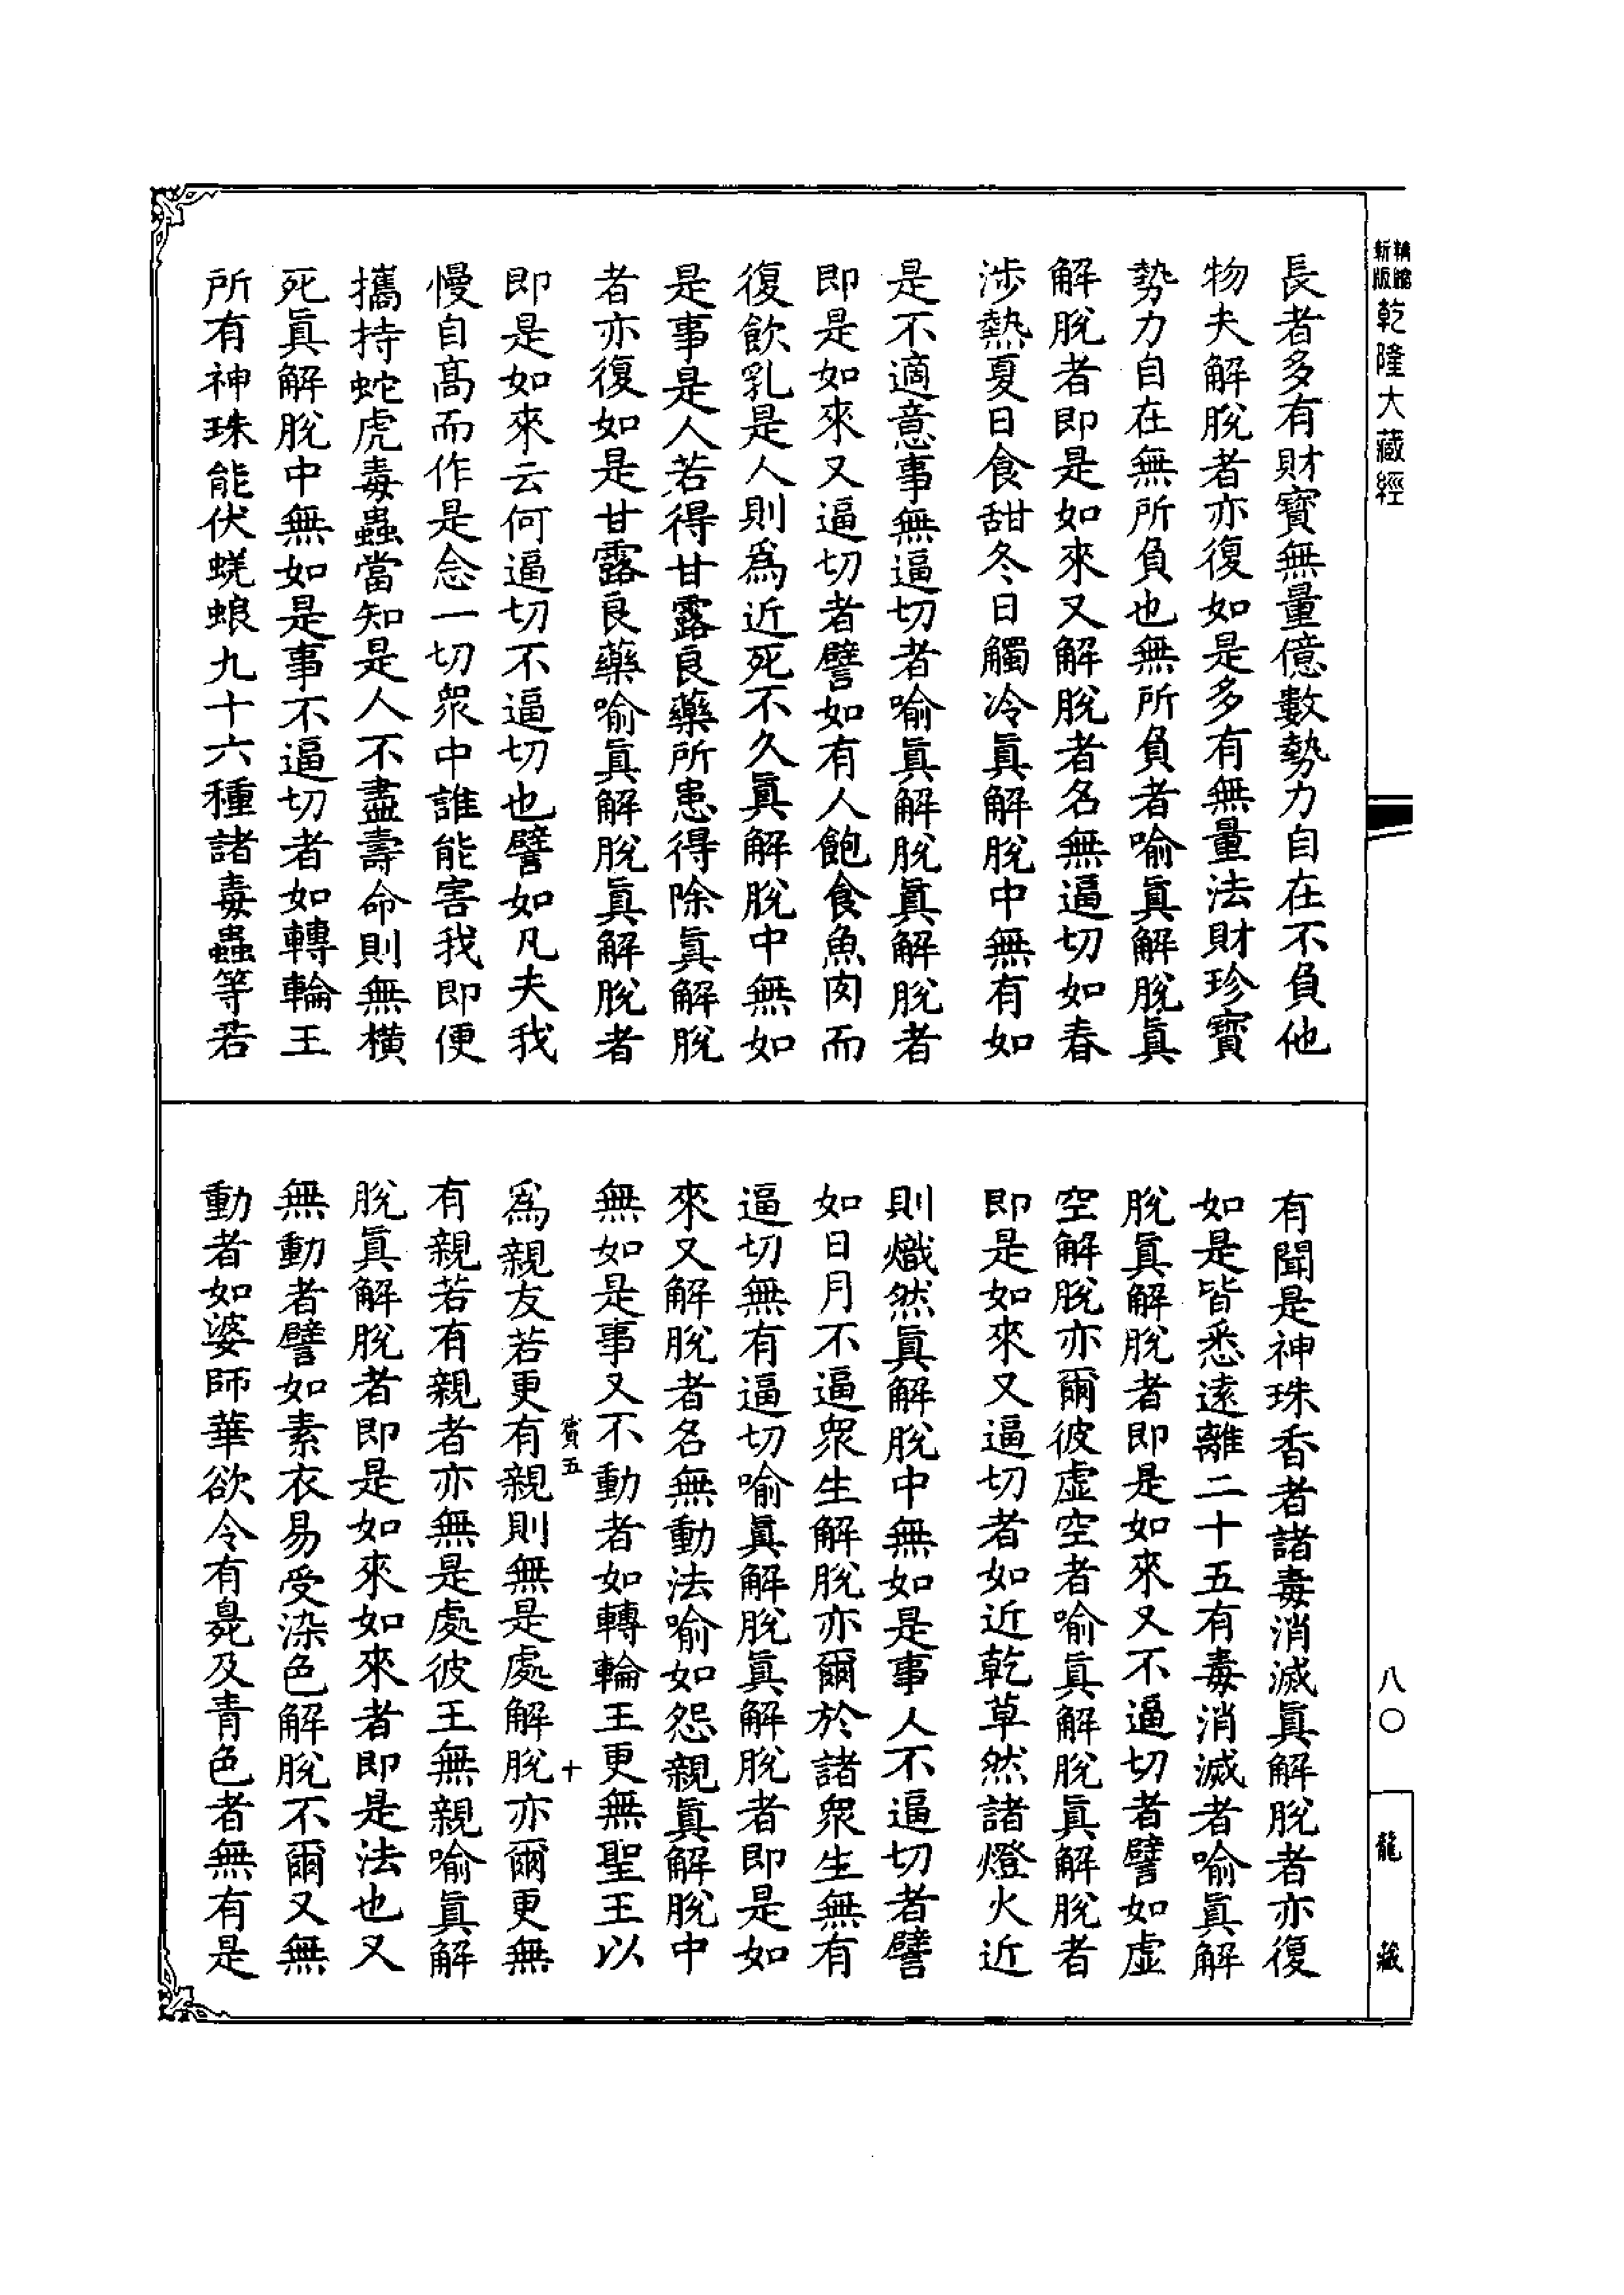 精編新版
乾隆大藏經
長者多有財寶無量億數勢力自在不負他
物夫解脫者亦復如是多有無量法財珍寶
勢力自在無所負也無所負者喻眞解脫眞
解脫者即是如來又解脫者名無逼切如春
涉熱夏日食甜冬日觸冷眞解脫中無有如
是不適意事無逼切者喻眞解脫眞解脫者
即是如來又逼切者譬如有人飽食魚肉而
復飲乳是人則爲近死不久眞解脫中無如
是事是人若得甘露良藥所患得除眞解脫
者亦復如是甘露良藥喻眞解脫眞解脫者
即是如來云何逼切不逼切也譬如凡夫我
慢自高而作是念一切衆中誰能害我即便
攜持蛇虎毒蟲當知是人不盡壽命則無橫
死眞解脫中無如是事不逼切者如轉輪王
所有神珠能伏蜣蜋九十六種諸毒蟲等若
有聞是神珠香者諸毒消滅眞解脫者亦復
如是皆悉遠離二十五有毒消滅者喻眞解
脫眞解脫者即是如來又不逼切者譬如虛
空解脫亦爾彼虛空者喻眞解脫眞解脫者
即是如來又逼切者如近乾草然諸燈火近
則熾然眞解脫中無如是事人不逼切者譬
如日月不逼衆生解脫亦爾於諸衆生無有
逼切無有逼切喻眞解脫眞解脫者即是如
來又解脫者名無動法喻如怨親眞解脫中
無如是事又不動者如轉輪王更無聖王以
賓五 十
爲親友若更有親則無是處解脫亦爾更無
有親若有親者亦無是處彼王無親喻眞解
脫眞解脫者即是如來如來者即是法也又
無動者譬如素衣易受染色解脫不爾又無
動者如婆師華欲令有臭及青色者無有是
八〇
龍藏